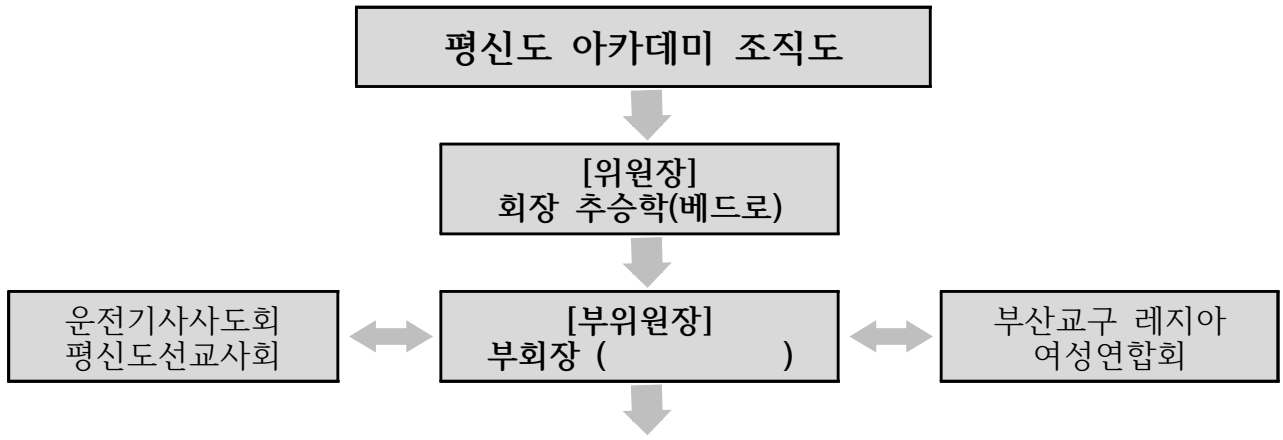 평신도 아카데미 조직도
[위원장]
회장 추승학(베드로)
운전기사사도회
평신도선교사회
[부위원장]
부회장 ( )
부산교구 레지아
여성연합회